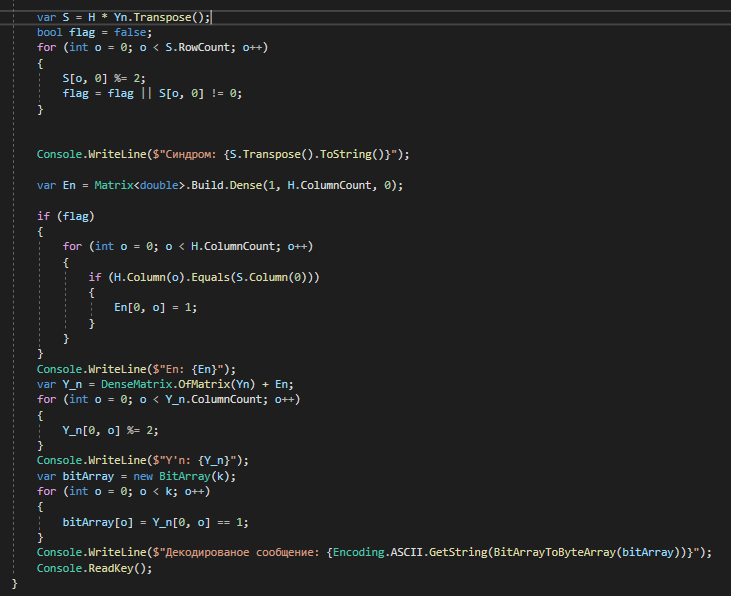 var S = H * Yn.Transpose();
bool flag = false;
for (int o = 0; o < S.RowCount; o++)
{
S[o, 0] %= 2;
flag = flag || S[o, 0] != 0;
}
Console.WriteLine($"Синдром: {S.Transpose().ToString()}");
var En = Matrix<double>.Build.Dense(1, H.ColumnCount, 0);
if (flag)
{
for (int o = 0; o < H.ColumnCount; o++)
{
if (H.Column(o).Equals(S.Column(0)))
{
En[0, o] = 1;
}
}
}
Console.WriteLine($"En: {En}");
var Y_n = DenseMatrix.OfMatrix(Yn) + En;
for (int o = 0; o < Y_n.ColumnCount; o++)
{
Y_n[0, o] %= 2;
}
Console.WriteLine($"Y'n: {Y_n}");
var bitArray = new BitArray(k);
for (int o = 0; o < k; o++)
{
bitArray[o] = Y_n[0, o] == 1;
}
Console.WriteLine($"Декодированое сообщение: {Encoding.ASCII.GetString(BitArrayToByteArray(bitArray))}");
Console.ReadKey();
}